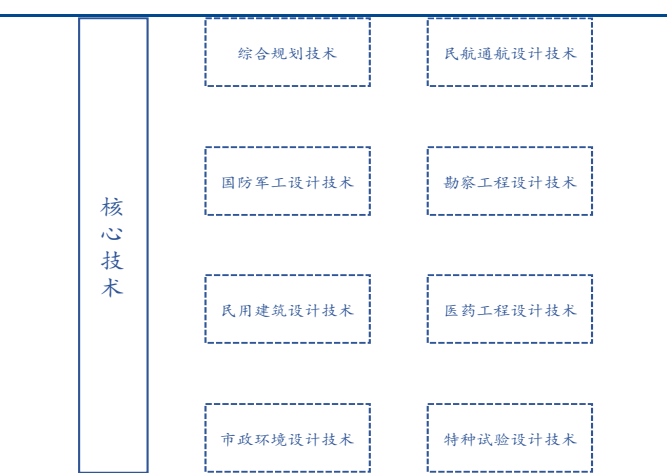 核心技术
综合规划技术
民航通航设计技术
国防军工设计技术
勘察工程设计技术
民用建筑设计技术
医药工程设计技术
市政环境设计技术
特种试验设计技术